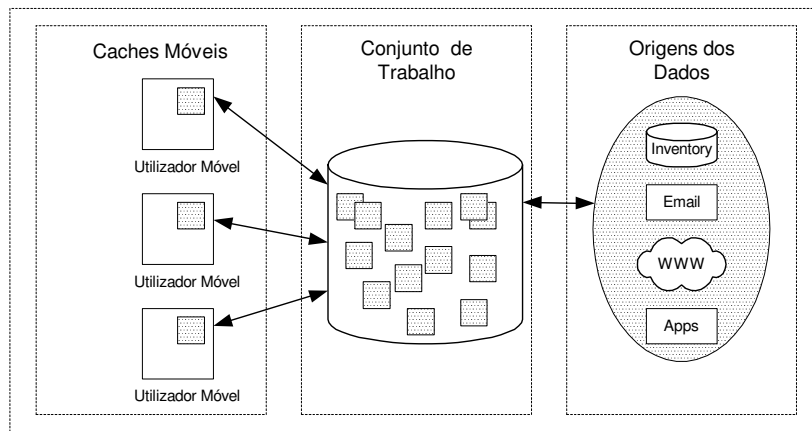 Caches Móveis
Utilizador Móvel
Utilizador Móvel
Utilizador Móvel
Conjunto de
Trabalho
Origens dos
Dados
Inventory
Email
WWW
Apps